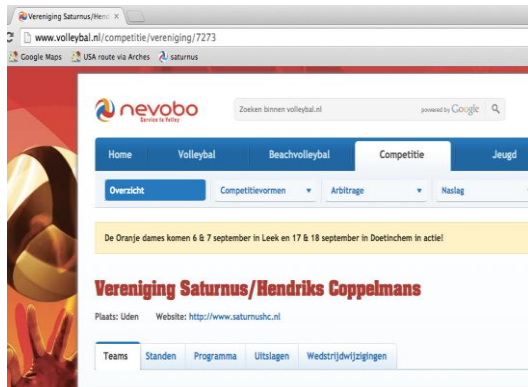 Vereniging Saturnus/Hend
www.volleybal.nl/competitie/vereniging/7273
Google Maps USA route via Arches saturnus
nevobo
Service to Volley
Zoeken binnen volleybal.nl powered by Google
Home Volleybal Beachvolleybal Competitie Jeugd
Overzicht Competitievormen Arbitrage Naslag
De Oranje dames komen 6 & 7 september in Leek en 17 & 18 september in Doetinchem in actie!
Vereniging Saturnus/Hendriks Coppelmans
Plaats: Uden Website: http://www.saturnushc.nl
Teams Standen Programma Uitslagen Wedstrijdwijzigingen